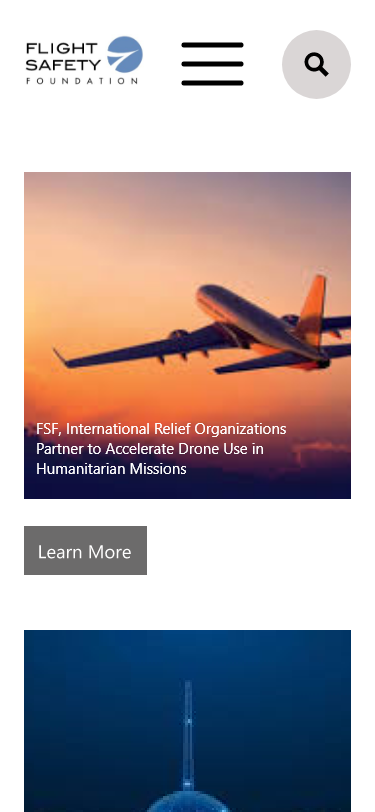 FLIGHT
SAFETY
FOUNDATION
FSF, International Relief Organizations
Partner to Accelerate Drone Use in
Humanitarian Missions
Learn More